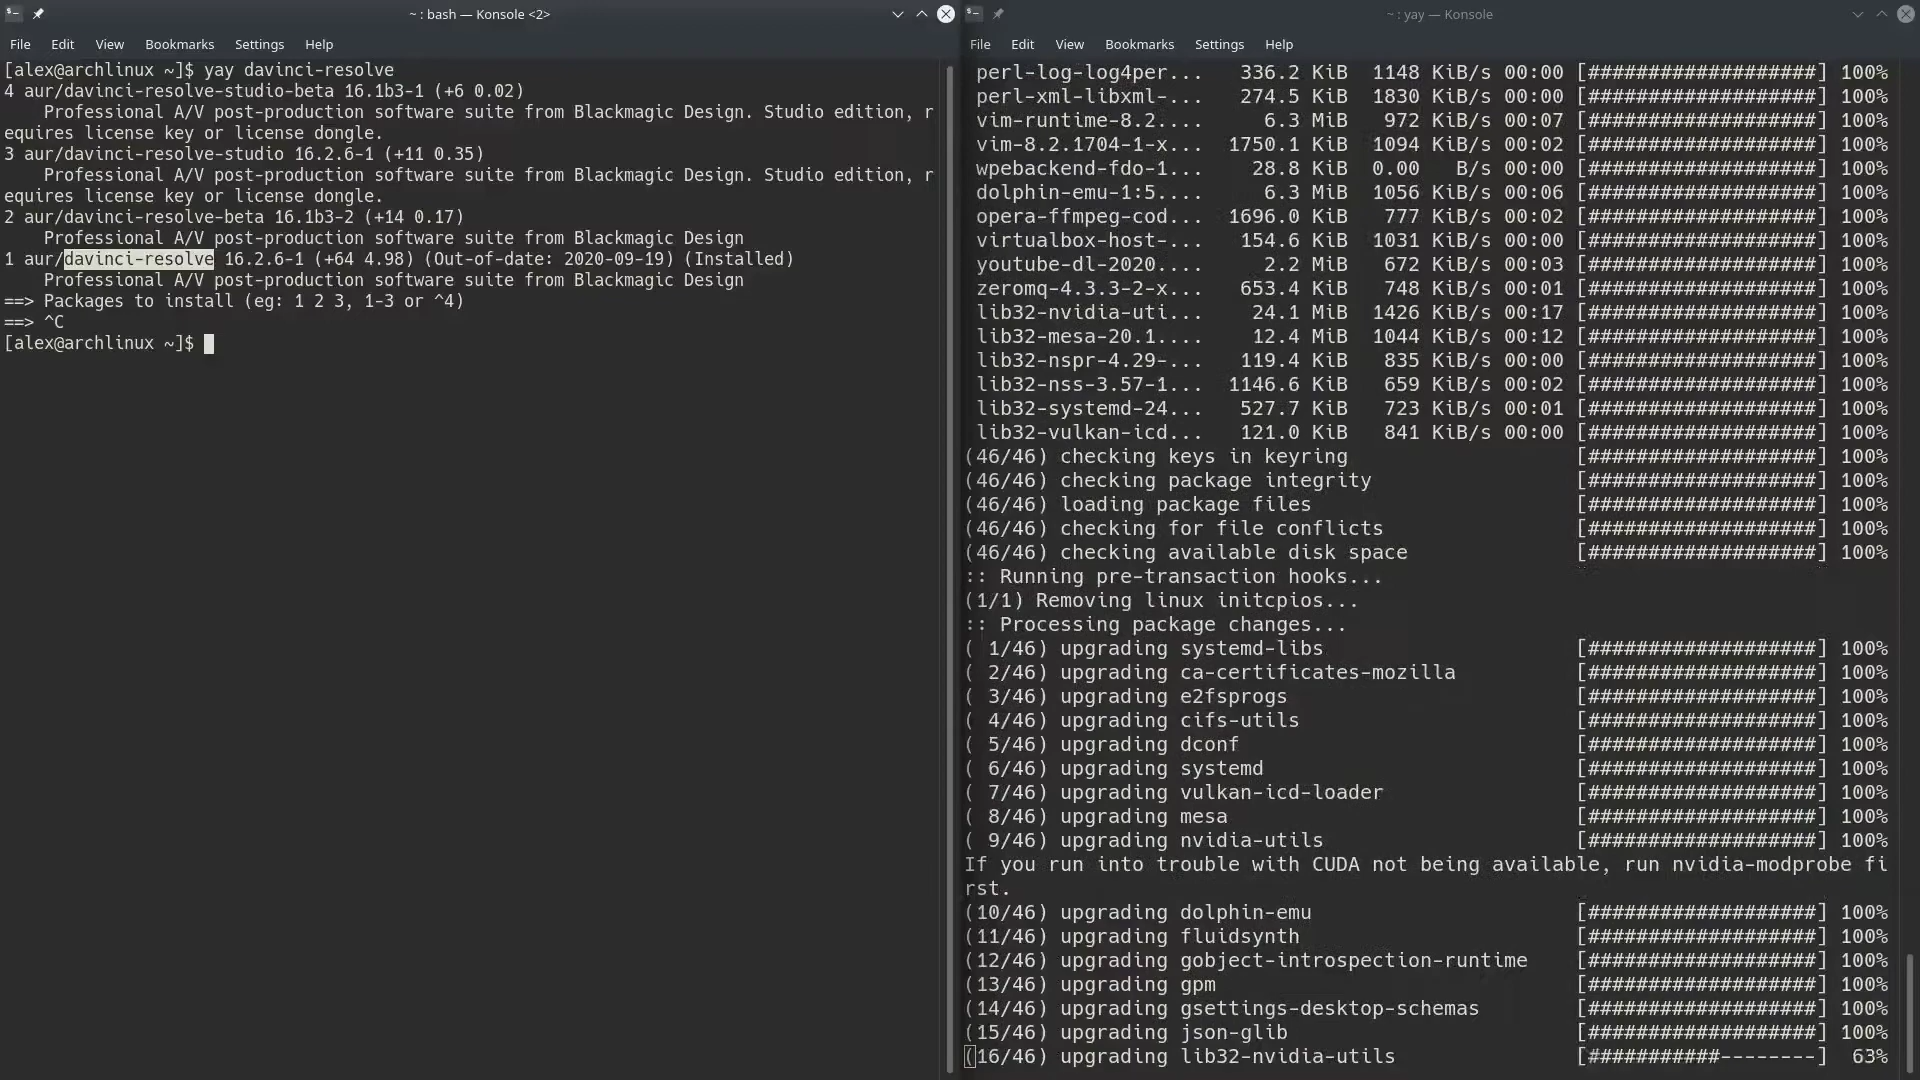 ~ : bash — Konsole <2>
File Edit View Bookmarks Settings Help
[alex@archlinux ~]$ yay davinci-resolve
4 aur/davinci-resolve-studio-beta 16.1b3-1 (+6 0.02)
Professional A/V post-production software suite from Blackmagic Design. Studio edition, r
equires license key or license dongle.
3 aur/davinci-resolve-studio 16.2.6-1 (+11 0.35)
Professional A/V post-production software suite from Blackmagic Design. Studio edition, r
equires license key or license dongle.
2 aur/davinci-resolve-beta 16.1b3-2 (+14 0.17)
Professional A/V post-production software suite from Blackmagic Design
1 aur/davinci-resolve 16.2.6-1 (+64 4.98) (Out-of-date: 2020-09-19) (Installed)
Professional A/V post-production software suite from Blackmagic Design
==> Packages to install (eg: 1 2 3, 1-3 or ^4)
==> ^C
[alex@archlinux ~]$
~ : yay — Konsole
File Edit View Bookmarks Settings Help
perl-log-log4per... 336.2 KiB 1148 KiB/s 00:00 [###################] 100%
perl-xml-libxml-... 274.5 KiB 1830 KiB/s 00:00 [###################] 100%
vim-runtime-8.2.... 6.3 MiB 972 KiB/s 00:07 [###################] 100%
vim-8.2.1704-1-x... 1750.1 KiB 1094 KiB/s 00:02 [###################] 100%
wpebackend-fdo-1... 28.8 KiB 0.00 B/s 00:00 [###################] 100%
dolphin-emu-1:5.... 6.3 MiB 1056 KiB/s 00:06 [###################] 100%
opera-ffmpeg-cod... 1696.0 KiB 777 KiB/s 00:02 [###################] 100%
virtualbox-host-... 154.6 KiB 1031 KiB/s 00:00 [###################] 100%
youtube-dl-2020.... 2.2 MiB 672 KiB/s 00:03 [###################] 100%
zeromq-4.3.3-2-x... 653.4 KiB 748 KiB/s 00:01 [###################] 100%
lib32-nvidia-uti... 24.1 MiB 1426 KiB/s 00:17 [###################] 100%
lib32-mesa-20.1.... 12.4 MiB 1044 KiB/s 00:12 [###################] 100%
lib32-nspr-4.29-... 119.4 KiB 835 KiB/s 00:00 [###################] 100%
lib32-nss-3.57-1... 1146.6 KiB 659 KiB/s 00:02 [###################] 100%
lib32-systemd-24... 527.7 KiB 723 KiB/s 00:01 [###################] 100%
lib32-vulkan-icd... 121.0 KiB 841 KiB/s 00:00 [###################] 100%
(46/46) checking keys in keyring [###################] 100%
(46/46) checking package integrity [###################] 100%
(46/46) loading package files [###################] 100%
(46/46) checking for file conflicts [###################] 100%
(46/46) checking available disk space [###################] 100%
:: Running pre-transaction hooks...
(1/1) Removing linux initcpios...
:: Processing package changes...
( 1/46) upgrading systemd-libs [###################] 100%
( 2/46) upgrading ca-certificates-mozilla [###################] 100%
( 3/46) upgrading e2fsprogs [###################] 100%
( 4/46) upgrading cifs-utils [###################] 100%
( 5/46) upgrading dconf [###################] 100%
( 6/46) upgrading systemd [###################] 100%
( 7/46) upgrading vulkan-icd-loader [###################] 100%
( 8/46) upgrading mesa [###################] 100%
( 9/46) upgrading nvidia-utils [###################] 100%
If you run into trouble with CUDA not being available, run nvidia-modprobe fi
rst.
(10/46) upgrading dolphin-emu [###################] 100%
(11/46) upgrading fluidsynth [###################] 100%
(12/46) upgrading gobject-introspection-runtime [###################] 100%
(13/46) upgrading gpm [###################] 100%
(14/46) upgrading gsettings-desktop-schemas [###################] 100%
(15/46) upgrading json-glib [###################] 100%
(16/46) upgrading lib32-nvidia-utils [###########--------] 63%